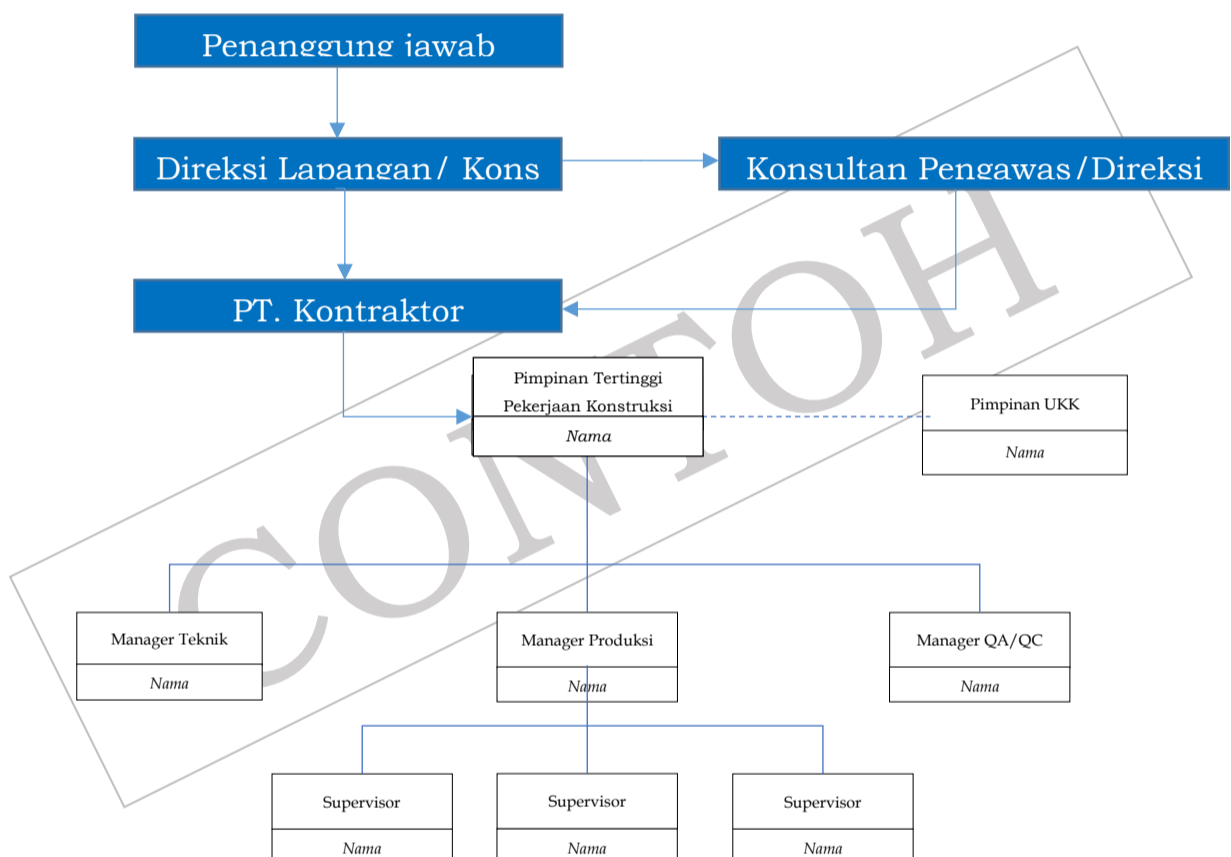 Penanggung jawab
Direksi Lapangan/ Kons
Konsultan Pengawas/Direksi
PT. Kontraktor
CONTOH
Pimpinan Tertinggi
Pekerjaan Konstruksi
Nama
Pimpinan UKK
Nama
Manager Teknik
Nama
Manager Produksi
Nama
Manager QA/QC
Nama
Supervisor
Nama
Supervisor
Nama
Supervisor
Nama